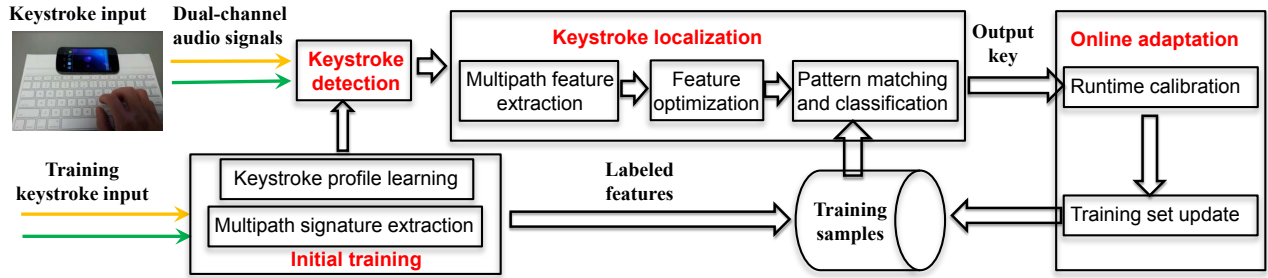 Keystroke input
Dual-channel
audio signals
Keystroke
detection
Keystroke localization
Multipath feature
extraction
Feature
optimization
Pattern matching
and classification
Output
key
Online adaptation
Runtime calibration
Training
keystroke input
Keystroke profile learning
Multipath signature extraction
Initial training
Labeled
features
Training
samples
Training set update